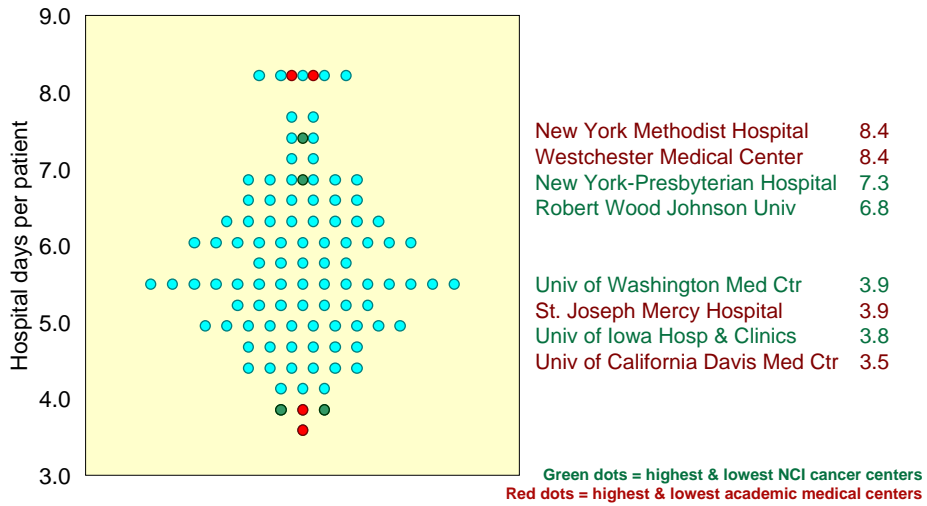 9.0
8.0
7.0
6.0
5.0
4.0
3.0
Hospital days per patient
New York Methodist Hospital 8.4
Westchester Medical Center 8.4
New York-Presbyterian Hospital 7.3
Robert Wood Johnson Univ 6.8
Univ of Washington Med Ctr 3.9
St. Joseph Mercy Hospital 3.9
Univ of Iowa Hosp & Clinics 3.8
Univ of California Davis Med Ctr 3.5
Green dots = highest & lowest NCI cancer centers
Red dots = highest & lowest academic medical centers